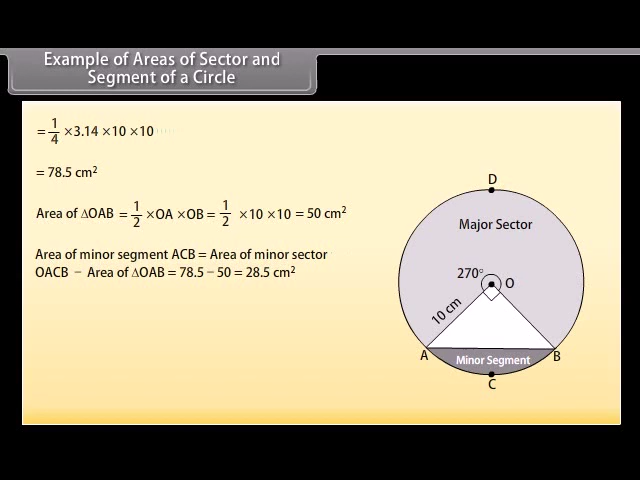 Example of Areas of Sector and
Segment of a Circle
= 1/4 ×3.14 ×10 ×10
= 78.5 cm²
Area of ∆OAB = 1/2 ×OA ×OB = 1/2 ×10 ×10 = 50 cm²
Area of minor segment ACB = Area of minor sector
OACB − Area of ∆OAB = 78.5 − 50 = 28.5 cm²
D
Major Sector
270°
O
10 cm
A
B
Minor Segment
C